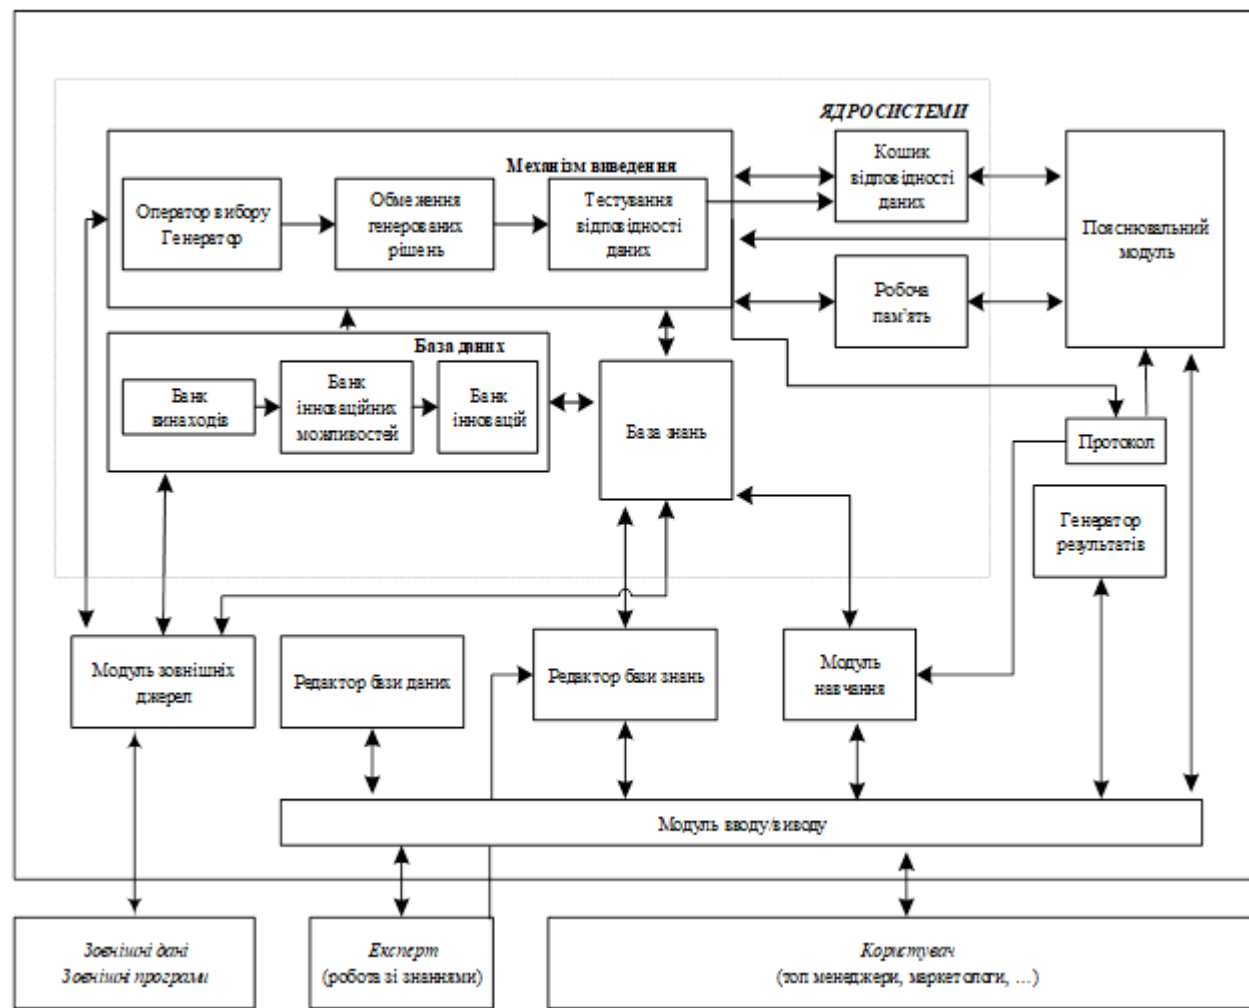 ЯДРО СИСТЕМИ
Механізм виведення
Оператор вибору
Генератор
Обмеження
генерованих
рішень
Тестування
відповідності
даних
Кошик
відповідності
даних
Пояснювальний
модуль
Робоча
пам'ять
База даних
Банк
винаходів
Банк
інноваційних
можливостей
Банк
інновацій
База знань
Протокол
Генератор
результатів
Модуль зовнішніх
джерел
Редактор бази даних
Редактор бази знань
Модуль
навчання
Модуль вводу/виводу
Зовнішні дані
Зовнішні програми
Експерт
(робота зі знаннями)
Користувач
(топ менеджери, маркетологи, …)